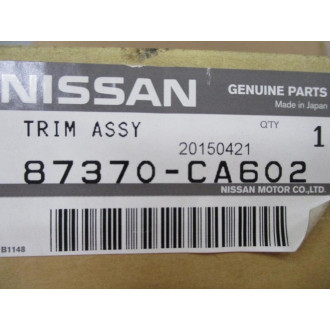 NISSAN
GENUINE PARTS
Made in Japan
TRIM ASSY
QTY 1
20150421
87370-CA602
NISSAN MOTOR CO.,LTD.
B1148